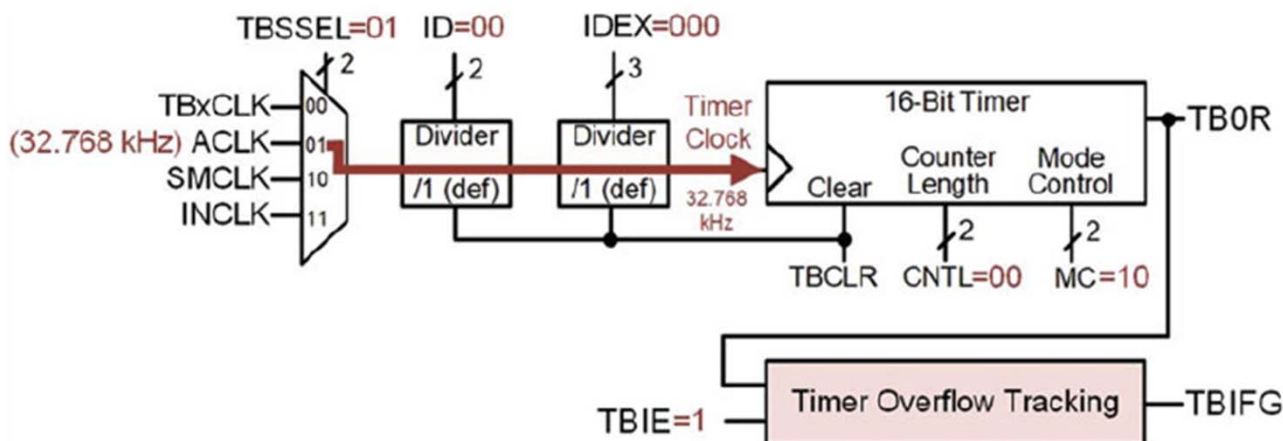 TBSSEL=01 ID=00 IDEX=000
2 2 3
TBxCLK 00
(32.768 kHz) ACLK 01
SMCLK 10
INCLK 11
Divider
/1 (def)
Divider
/1 (def)
Timer
Clock
32.768
kHz
16-Bit Timer
Clear
Counter
Length
Mode
Control
TB0R
2 2
TBCLR CNTL=00 MC=10
Timer Overflow Tracking
TBIE=1
TBIFG